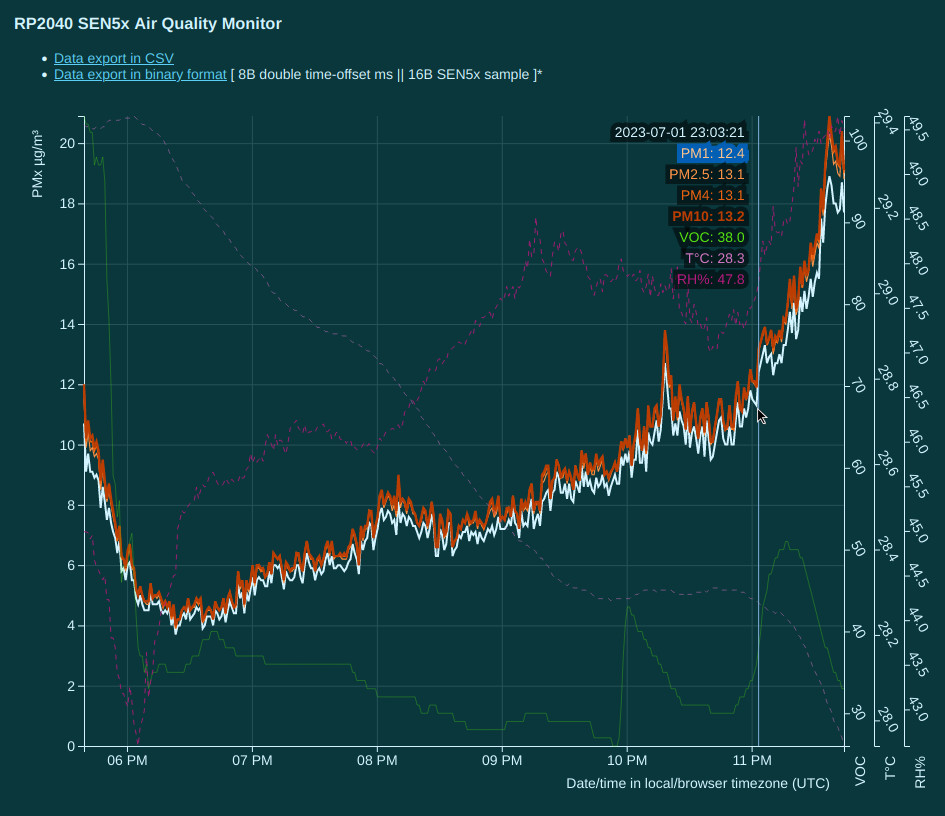 RP2040 SEN5x Air Quality Monitor
Data export in CSV
Data export in binary format [ 8B double time-offset ms || 16B SEN5x sample ]*
PMx µg/m³
20
18
16
14
12
10
8
6
4
2
0
2023-07-01 23:03:21
PM1: 12.4
PM2.5: 13.1
PM4: 13.1
PM10: 13.2
VOC: 38.0
T°C: 28.3
RH%: 47.8
100
90
80
70
60
50
40
30
29.4
29.2
29.0
28.8
28.6
28.4
28.2
28.0
49.5
49.0
48.5
48.0
47.5
47.0
46.5
46.0
45.5
45.0
44.5
44.0
43.5
43.0
06 PM
07 PM
08 PM
09 PM
10 PM
11 PM
VOC
T°C
RH%
Date/time in local/browser timezone (UTC)